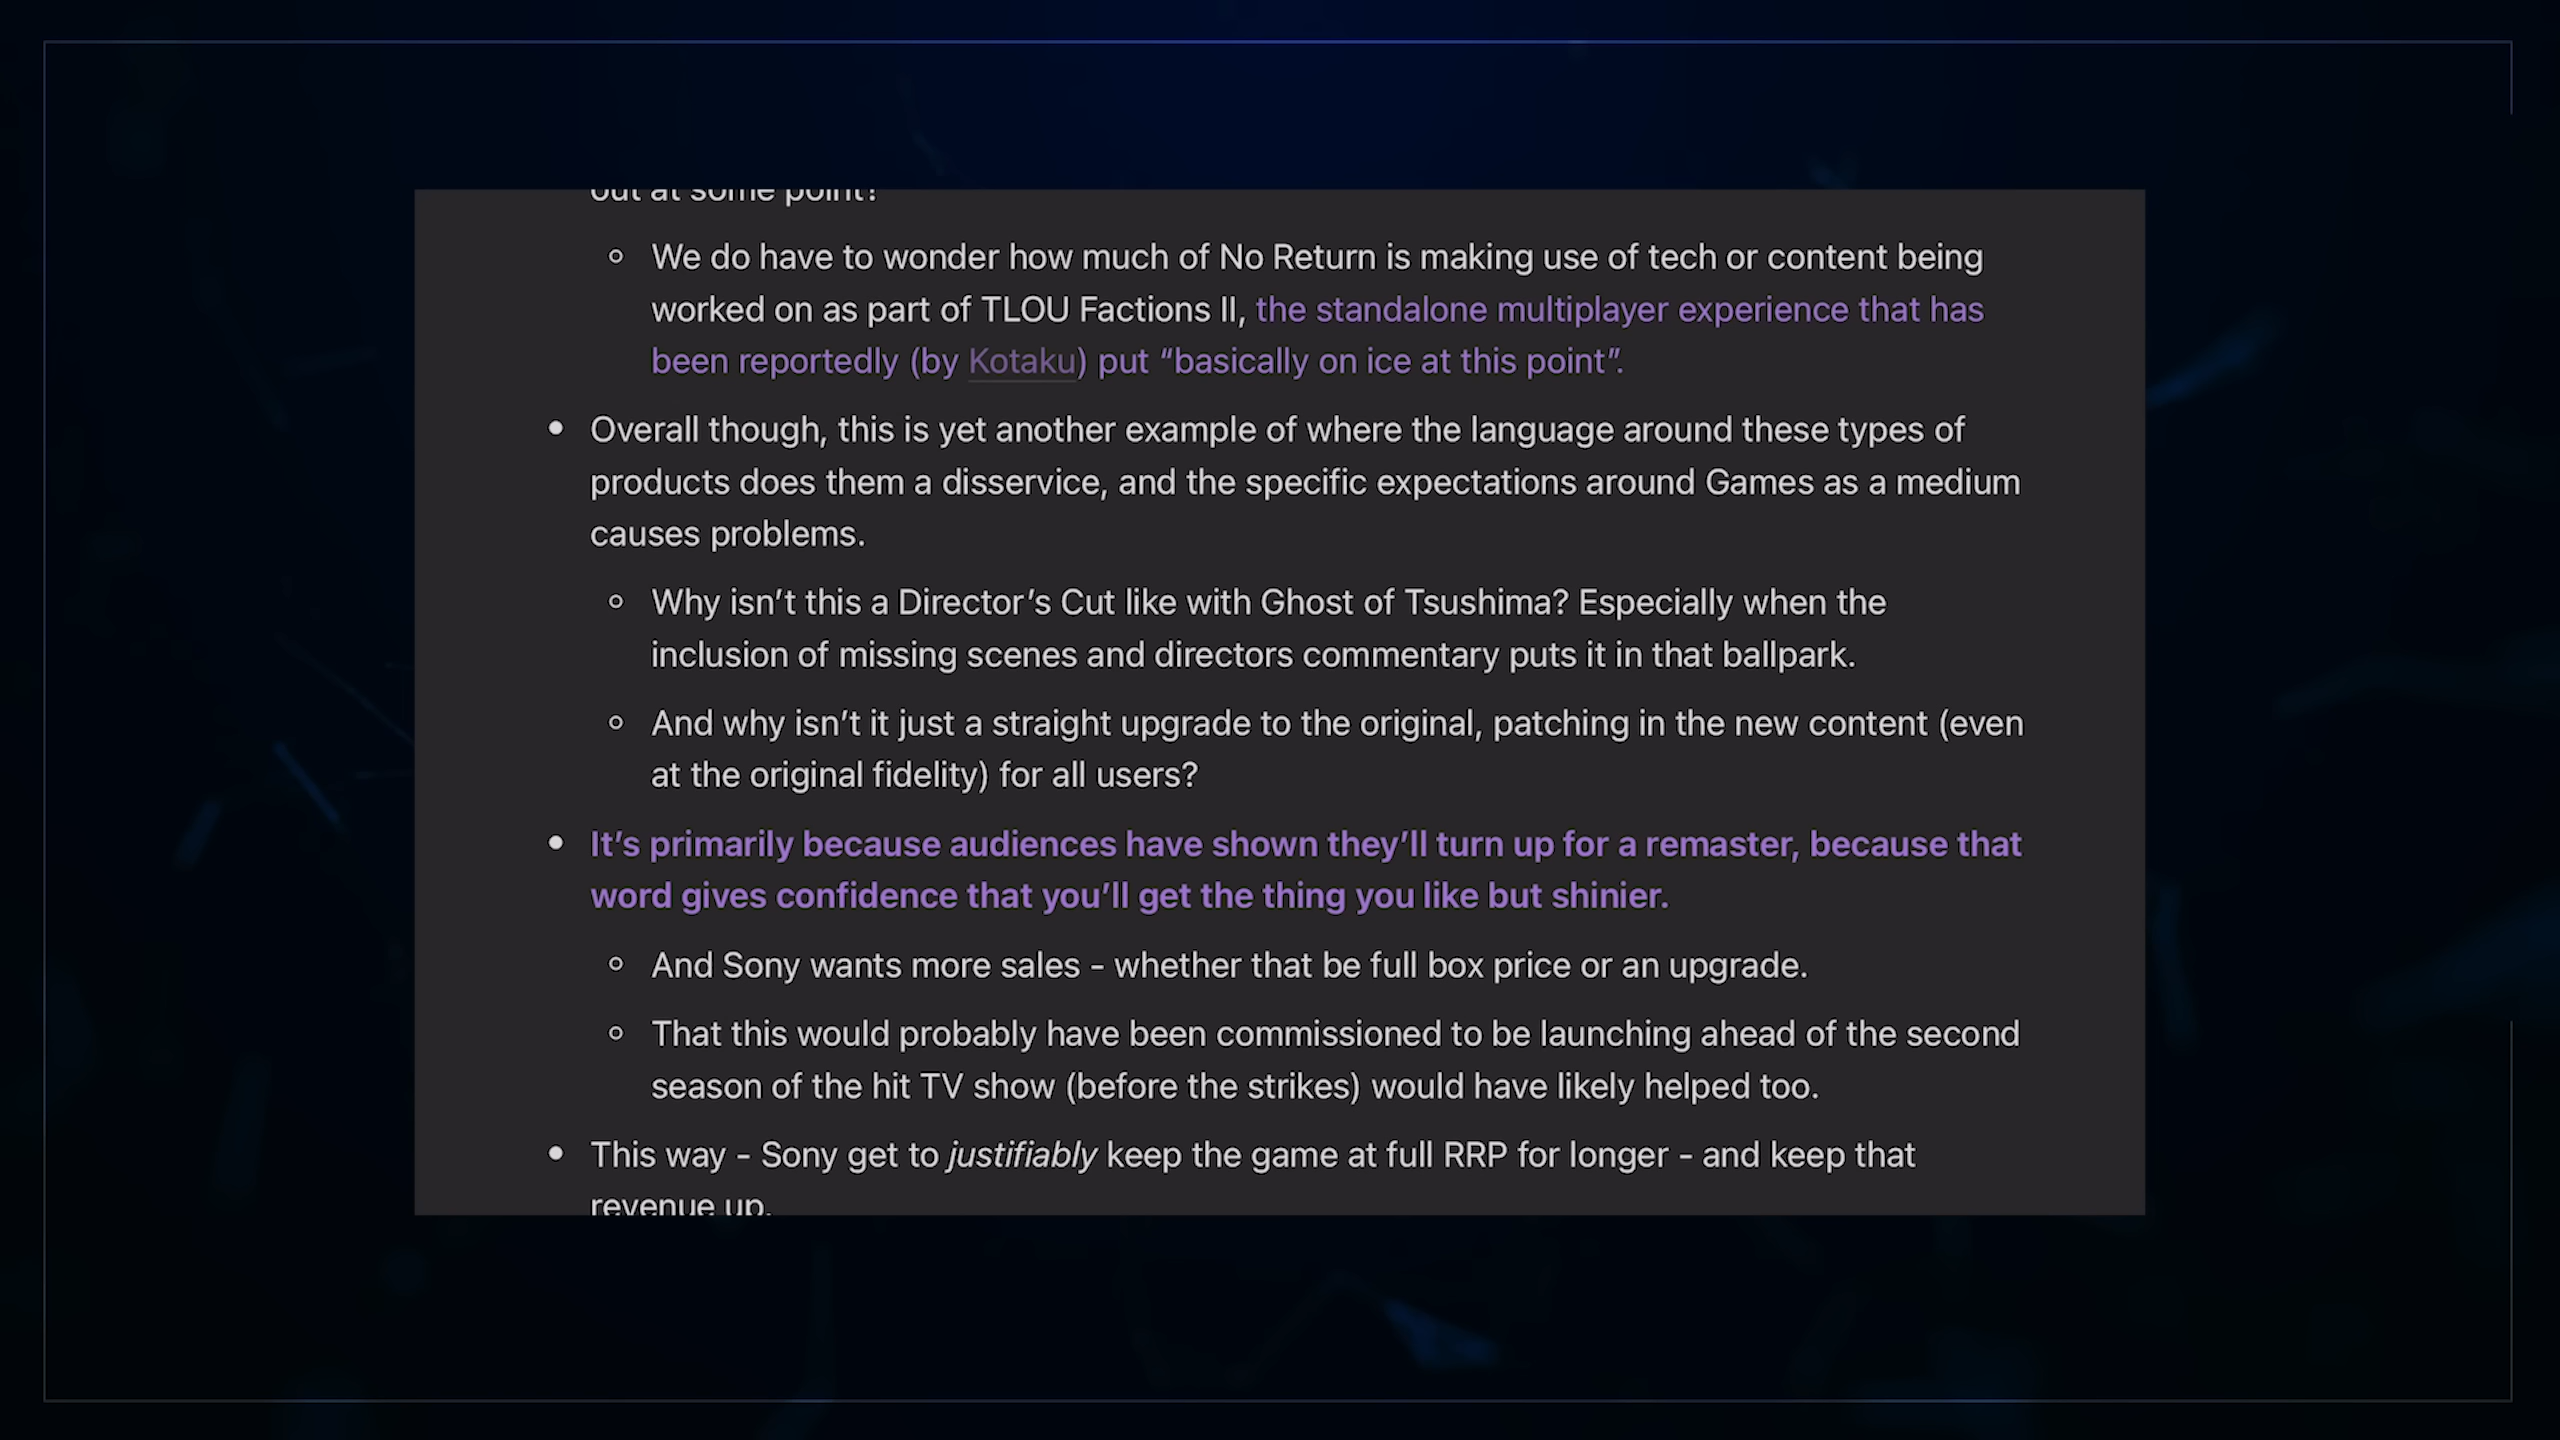 out at some point?
We do have to wonder how much of No Return is making use of tech or content being
worked on as part of TLOU Factions II, the standalone multiplayer experience that has
been reportedly (by Kotaku) put “basically on ice at this point”.
Overall though, this is yet another example of where the language around these types of
products does them a disservice, and the specific expectations around Games as a medium
causes problems.
Why isn’t this a Director’s Cut like with Ghost of Tsushima? Especially when the
inclusion of missing scenes and directors commentary puts it in that ballpark.
And why isn’t it just a straight upgrade to the original, patching in the new content (even
at the original fidelity) for all users?
It’s primarily because audiences have shown they’ll turn up for a remaster, because that
word gives confidence that you’ll get the thing you like but shinier.
And Sony wants more sales - whether that be full box price or an upgrade.
That this would probably have been commissioned to be launching ahead of the second
season of the hit TV show (before the strikes) would have likely helped too.
This way - Sony get to justifiably keep the game at full RRP for longer - and keep that
revenue up.